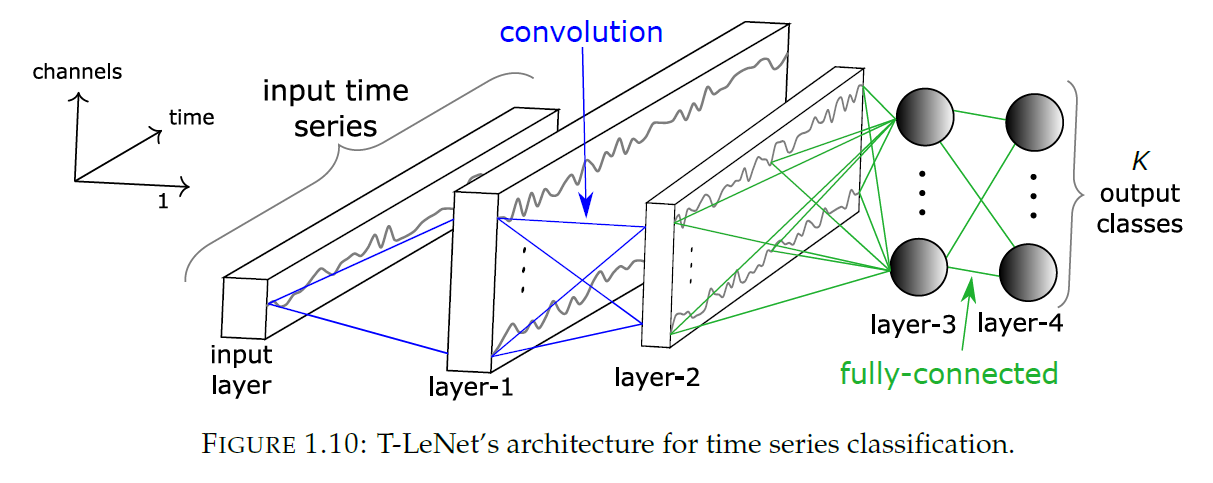 convolution
channels
time
1
input time
series
K
output
classes
input
layer
layer-1
layer-2
layer-3
layer-4
fully-connected
FIGURE 1.10: T-LeNet's architecture for time series classification.